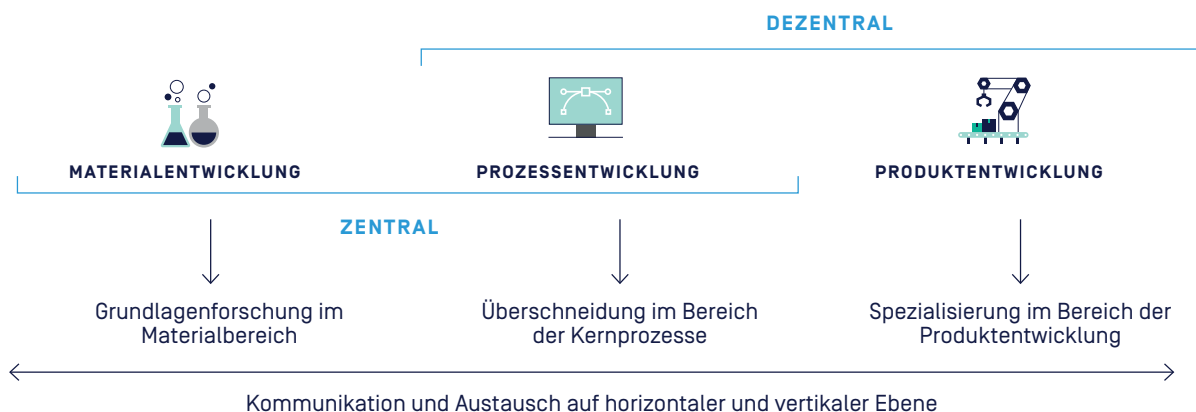 DEZENTRAL
MATERIALENTWICKLUNG
PROZESSENTWICKLUNG
PRODUKTENTWICKLUNG
ZENTRAL
Grundlagenforschung im
Materialbereich
Überschneidung im Bereich
der Kernprozesse
Spezialisierung im Bereich der
Produktentwicklung
Kommunikation und Austausch auf horizontaler und vertikaler Ebene